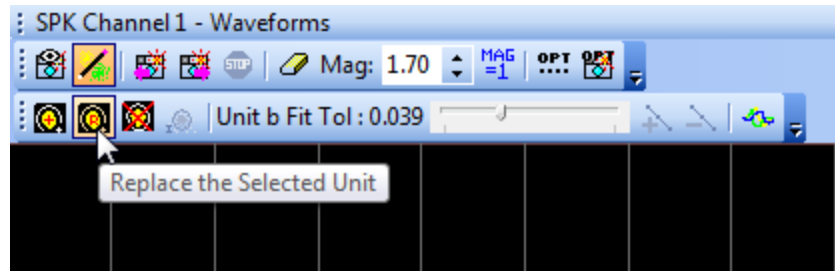 SPK Channel 1 - Waveforms
STOP Mag: 1.70 MAG =1 OPT OPT
R Unit b Fit Tol : 0.039
Replace the Selected Unit